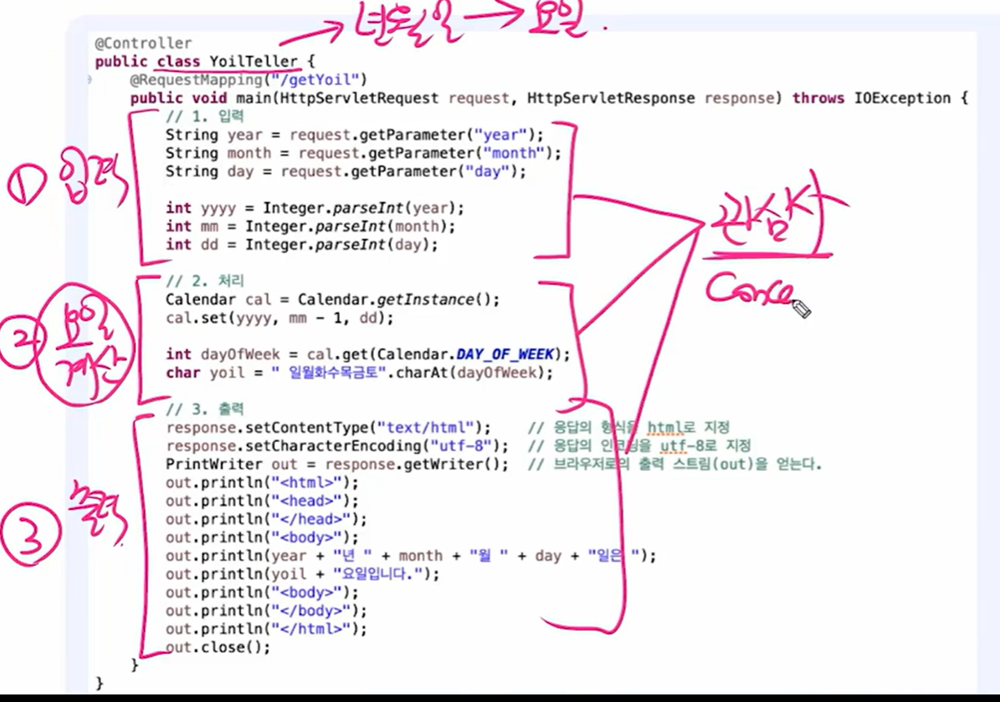 년월일 → 요일.
@Controller
public class YoilTeller {
@RequestMapping("/getYoil")
public void main(HttpServletRequest request, HttpServletResponse response) throws IOException {
// 1. 입력
String year = request.getParameter("year");
String month = request.getParameter("month");
String day = request.getParameter("day");
① 입력
int yyyy = Integer.parseInt(year);
int mm = Integer.parseInt(month);
int dd = Integer.parseInt(day);
관심사
// 2. 처리
Calendar cal = Calendar.getInstance();
cal.set(yyyy, mm - 1, dd);
Conce
② 요일
계산
int dayOfWeek = cal.get(Calendar.DAY_OF_WEEK);
char yoil = " 일월화수목금토".charAt(dayOfWeek);
// 3. 출력
response.setContentType("text/html");    // 응답의 형식을 html로 지정
response.setCharacterEncoding("utf-8");  // 응답의 인코딩을 utf-8로 지정
PrintWriter out = response.getWriter();  // 브라우저로의 출력 스트림(out)을 얻는다.
out.println("<html>");
out.println("<head>");
out.println("</head>");
③ 출력
out.println("<body>");
out.println(year + "년 " + month + "월 " + day + "일은 ");
out.println(yoil + "요일입니다.");
out.println("<body>");
out.println("</body>");
out.println("</html>");
out.close();
}
}